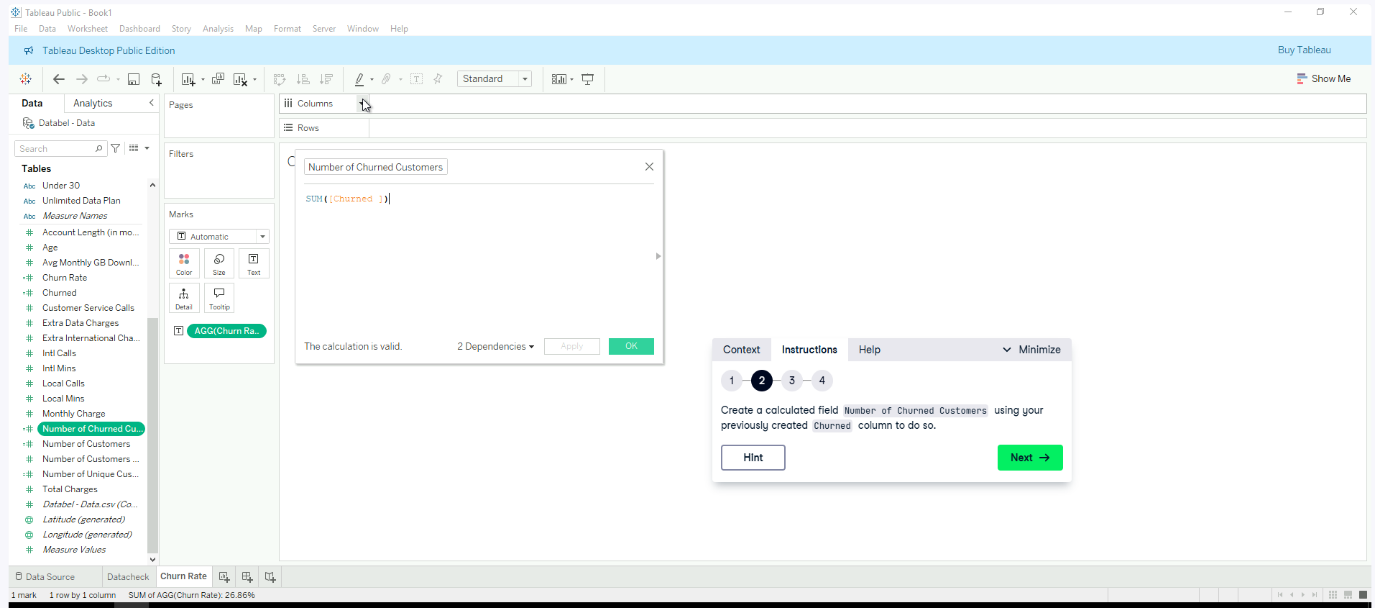 Tableau Public - Book1
File Data Worksheet Dashboard Story Analysis Map Format Server Window Help
Tableau Desktop Public Edition
Buy Tableau
Standard
Show Me
Data
Analytics
Databel - Data
Search
Tables
Abc Under 30
Abc Unlimited Data Plan
Abc Measure Names
# Account Length (in mo...
# Age
# Avg Monthly GB Downl...
=# Churn Rate
=# Churned
# Customer Service Calls
# Extra Data Charges
# Extra International Cha...
# Intl Calls
# Intl Mins
# Local Calls
# Local Mins
# Monthly Charge
=# Number of Churned Cu...
=# Number of Customers
# Number of Customers ...
=# Number of Unique Cus...
# Total Charges
# Databel - Data.csv (Co...
Latitude (generated)
Longitude (generated)
# Measure Values
Pages
Filters
Marks
T Automatic
Color
Size
Text
Detail
Tooltip
T AGG(Churn Ra..
Columns
Rows
C
Number of Churned Customers
SUM([Churned ])
The calculation is valid.
2 Dependencies
Apply
OK
Context
Instructions
Help
Minimize
1 2 3 4
Create a calculated field Number of Churned Customers using your
previously created Churned column to do so.
Hint
Next →
Data Source
Datacheck
Churn Rate
1 mark 1 row by 1 column SUM of AGG(Churn Rate): 26.86%